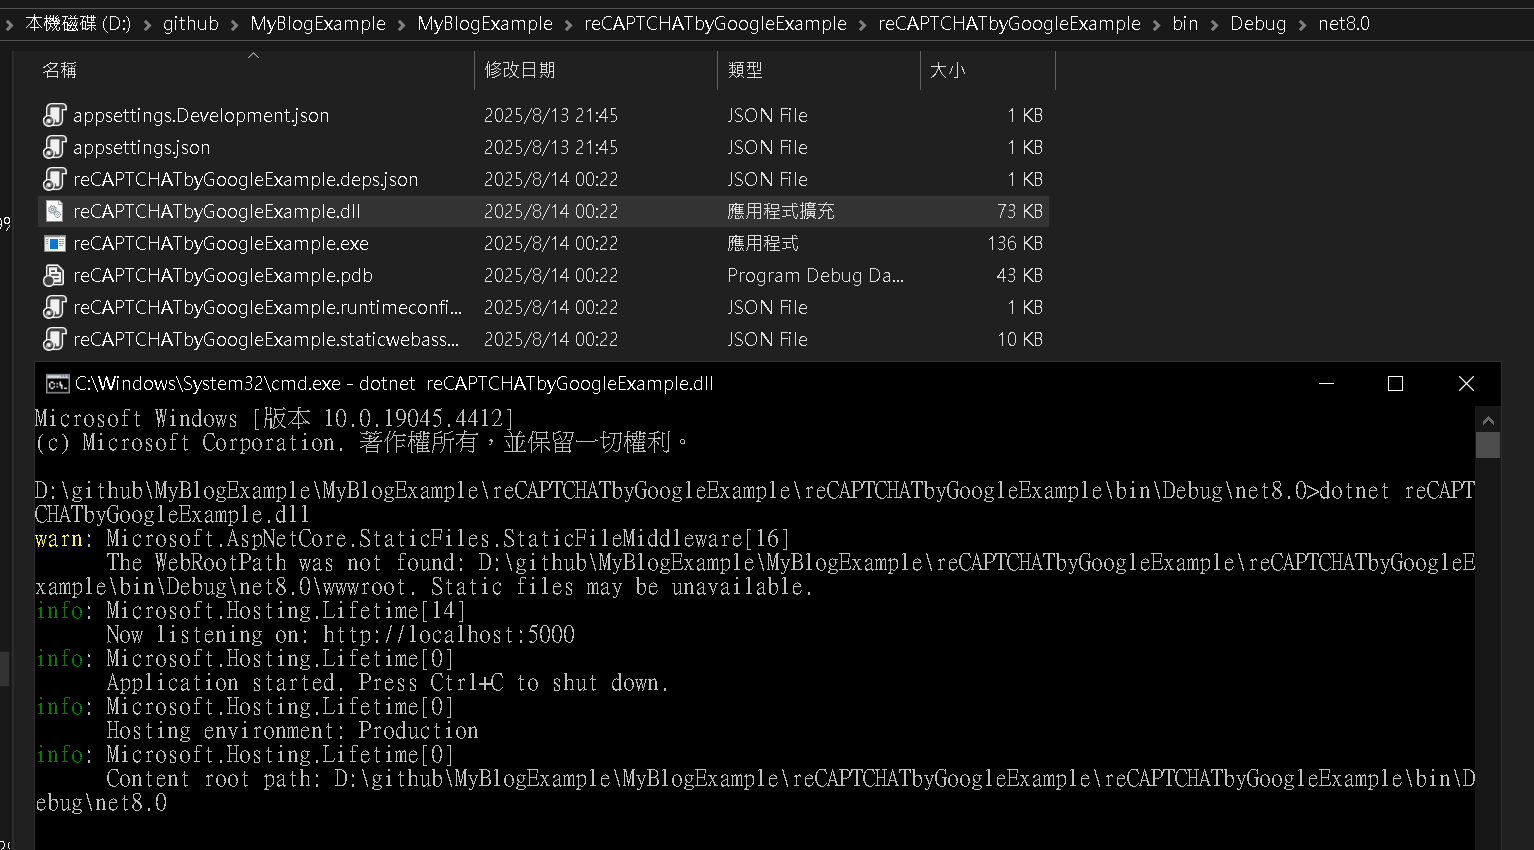 本機磁碟 (D:) > github > MyBlogExample > MyBlogExample > reCAPTCHATbyGoogleExample > reCAPTCHATbyGoogleExample > bin > Debug > net8.0
名稱 修改日期 類型 大小
appsettings.Development.json 2025/8/13 21:45 JSON File 1 KB
appsettings.json 2025/8/13 21:45 JSON File 1 KB
reCAPTCHATbyGoogleExample.deps.json 2025/8/14 00:22 JSON File 1 KB
reCAPTCHATbyGoogleExample.dll 2025/8/14 00:22 應用程式擴充 73 KB
reCAPTCHATbyGoogleExample.exe 2025/8/14 00:22 應用程式 136 KB
reCAPTCHATbyGoogleExample.pdb 2025/8/14 00:22 Program Debug Da... 43 KB
reCAPTCHATbyGoogleExample.runtimeconfi... 2025/8/14 00:22 JSON File 1 KB
reCAPTCHATbyGoogleExample.staticwebass... 2025/8/14 00:22 JSON File 10 KB
C:\Windows\System32\cmd.exe - dotnet  reCAPTCHATbyGoogleExample.dll
Microsoft Windows [版本 10.0.19045.4412]
(c) Microsoft Corporation. 著作權所有，並保留一切權利。
D:\github\MyBlogExample\MyBlogExample\reCAPTCHATbyGoogleExample\reCAPTCHATbyGoogleExample\bin\Debug\net8.0>dotnet reCAPT
CHATbyGoogleExample.dll
warn: Microsoft.AspNetCore.StaticFiles.StaticFileMiddleware[16]
The WebRootPath was not found: D:\github\MyBlogExample\MyBlogExample\reCAPTCHATbyGoogleExample\reCAPTCHATbyGoogleE
xample\bin\Debug\net8.0\wwwroot. Static files may be unavailable.
info: Microsoft.Hosting.Lifetime[14]
Now listening on: http://localhost:5000
info: Microsoft.Hosting.Lifetime[0]
Application started. Press Ctrl+C to shut down.
info: Microsoft.Hosting.Lifetime[0]
Hosting environment: Production
info: Microsoft.Hosting.Lifetime[0]
Content root path: D:\github\MyBlogExample\MyBlogExample\reCAPTCHATbyGoogleExample\reCAPTCHATbyGoogleExample\bin\D
ebug\net8.0